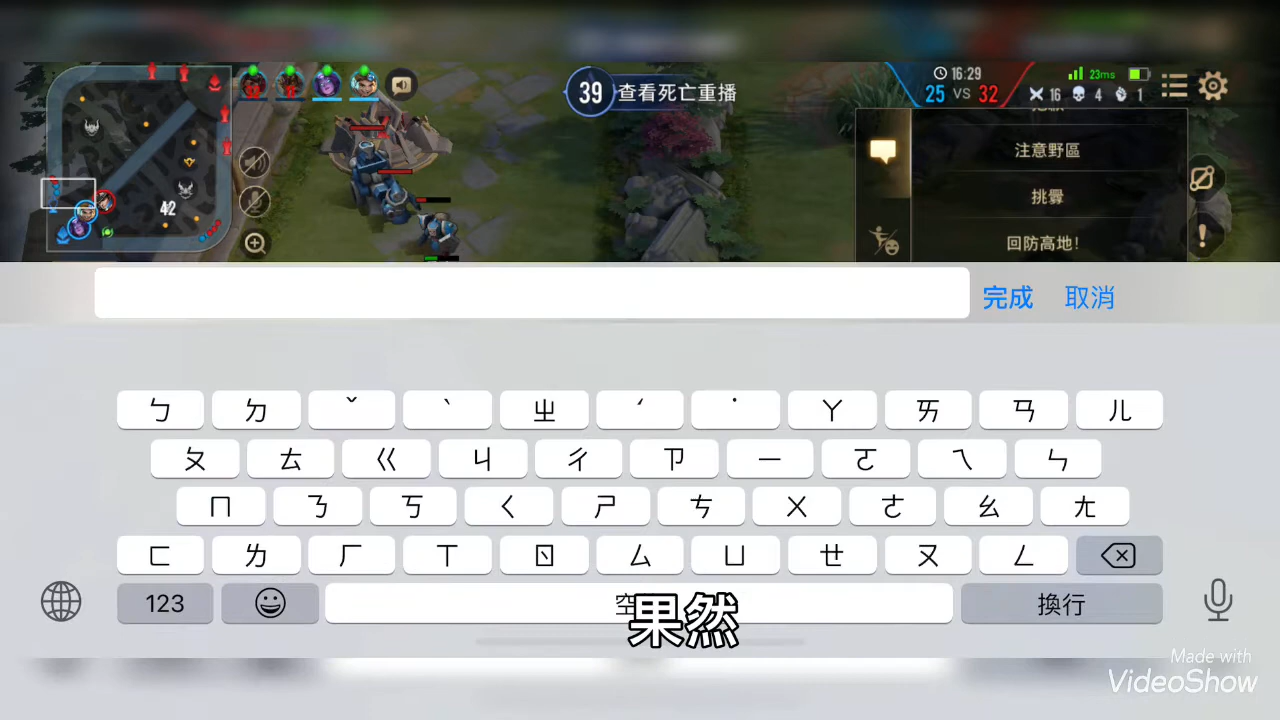 39 查看死亡重播
16:29
25 VS 32
23ms
16 4 1
42
注意野區
挑釁
回防高地!
完成 取消
ㄅ ㄉ ˇ ˋ ㄓ ˊ ˙ ㄚ ㄞ ㄢ ㄦ
ㄆ ㄊ ㄍ ㄐ ㄔ ㄗ ㄧ ㄛ ㄟ ㄣ
ㄇ ㄋ ㄎ ㄑ ㄕ ㄘ ㄨ ㄜ ㄠ ㄤ
ㄈ ㄌ ㄏ ㄒ ㄖ ㄙ ㄩ ㄝ ㄡ ㄥ
123 空 換行
果然
Made with
VideoShow